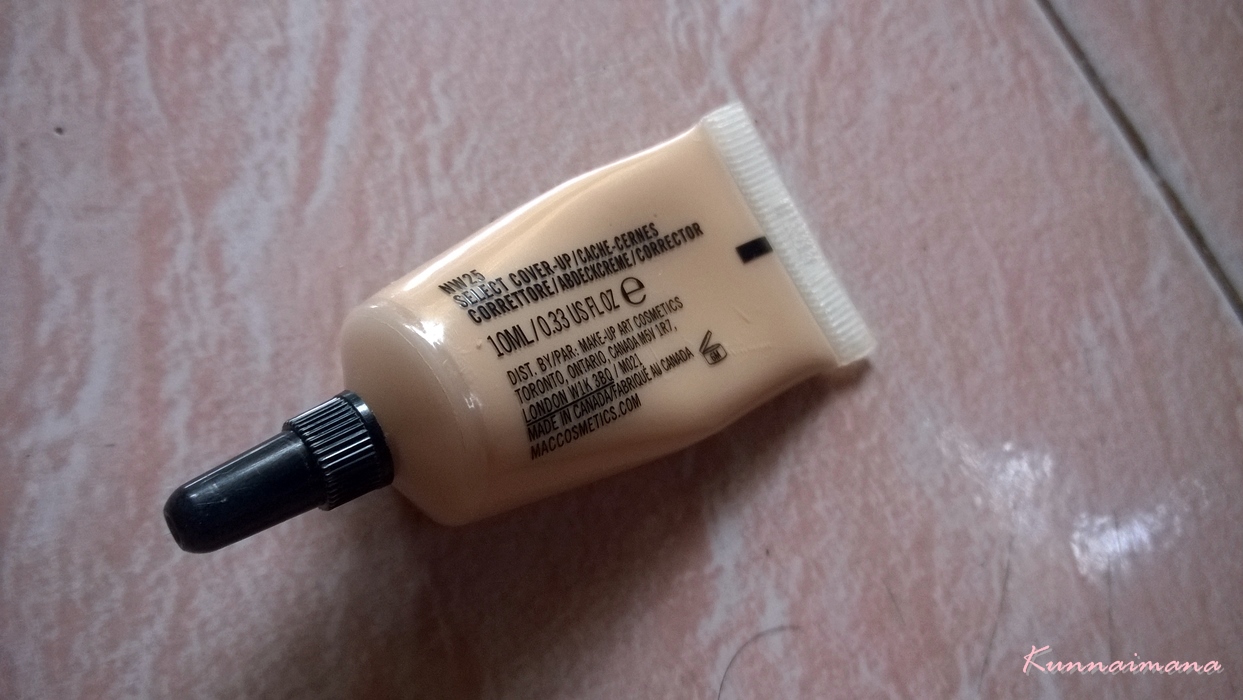 NW25
SELECT COVER-UP/CACHE-CERNES
CORRETTORE/ABDECKCREME/CORRECTOR
10ML/0.33 US FL OZ ℮
DIST. BY/PAR: MAKE-UP ART COSMETICS
TORONTO, ONTARIO, CANADA M5V 1R7,
LONDON W1K 3BQ / M021
MADE IN CANADA/FABRIQUÉ AU CANADA
MACCOSMETICS.COM
Kunnaimana